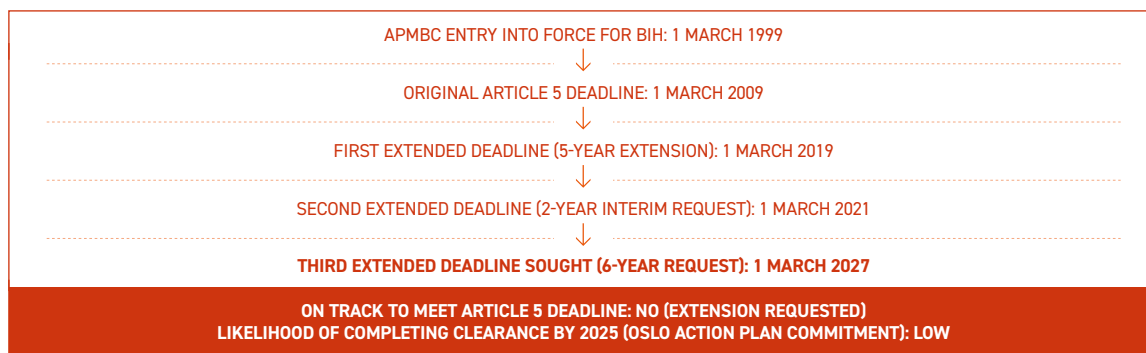 APMBC ENTRY INTO FORCE FOR BIH: 1 MARCH 1999
ORIGINAL ARTICLE 5 DEADLINE: 1 MARCH 2009
FIRST EXTENDED DEADLINE (5-YEAR EXTENSION): 1 MARCH 2019
SECOND EXTENDED DEADLINE (2-YEAR INTERIM REQUEST): 1 MARCH 2021
THIRD EXTENDED DEADLINE SOUGHT (6-YEAR REQUEST): 1 MARCH 2027
ON TRACK TO MEET ARTICLE 5 DEADLINE: NO (EXTENSION REQUESTED)
LIKELIHOOD OF COMPLETING CLEARANCE BY 2025 (OSLO ACTION PLAN COMMITMENT): LOW